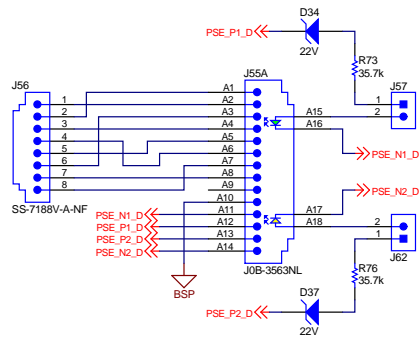 D34
PSE_P1_D
22V
R73
35.7k
J56
J55A
J57
1
2
3
4
5
6
7
8
A1
A2
A3
A4
A5
A6
A7
A8
A9
A10
A11
A12
A13
A14
A15
A16
1
2
PSE_N1_D
PSE_N2_D
SS-7188V-A-NF
PSE_N1_D
PSE_P1_D
PSE_P2_D
PSE_N2_D
A17
A18
2
1
J0B-3563NL
J62
BSP
R76
35.7k
D37
PSE_P2_D
22V